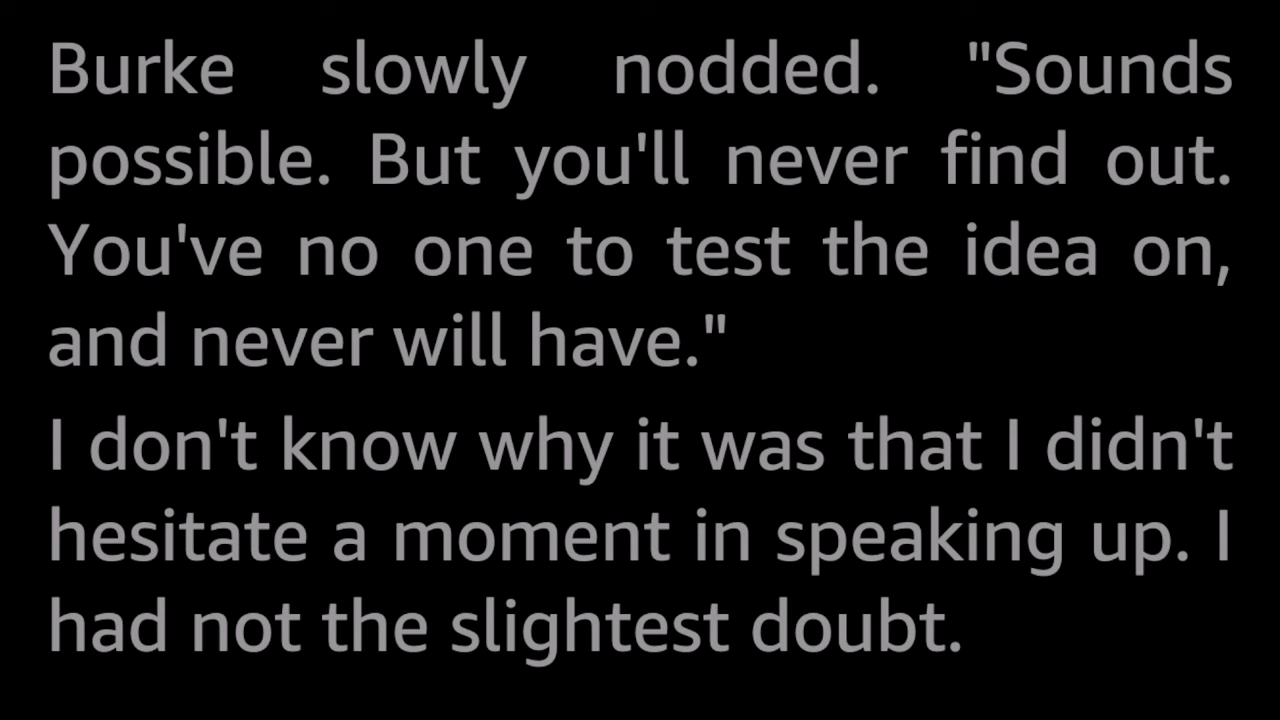 Burke slowly nodded. "Sounds
possible. But you'll never find out.
You've no one to test the idea on,
and never will have."
I don't know why it was that I didn't
hesitate a moment in speaking up. I
had not the slightest doubt.